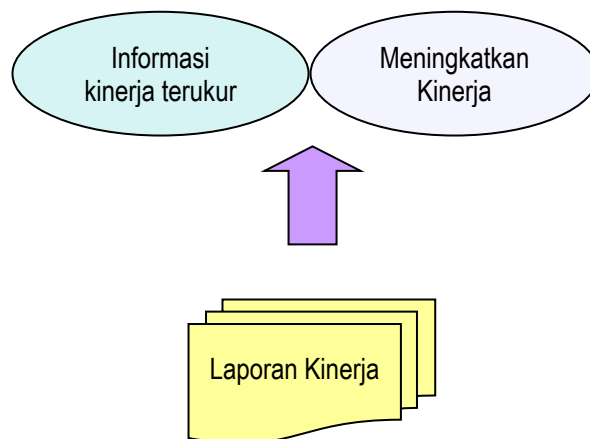 Informasi
kinerja terukur
Meningkatkan
Kinerja
Laporan Kinerja